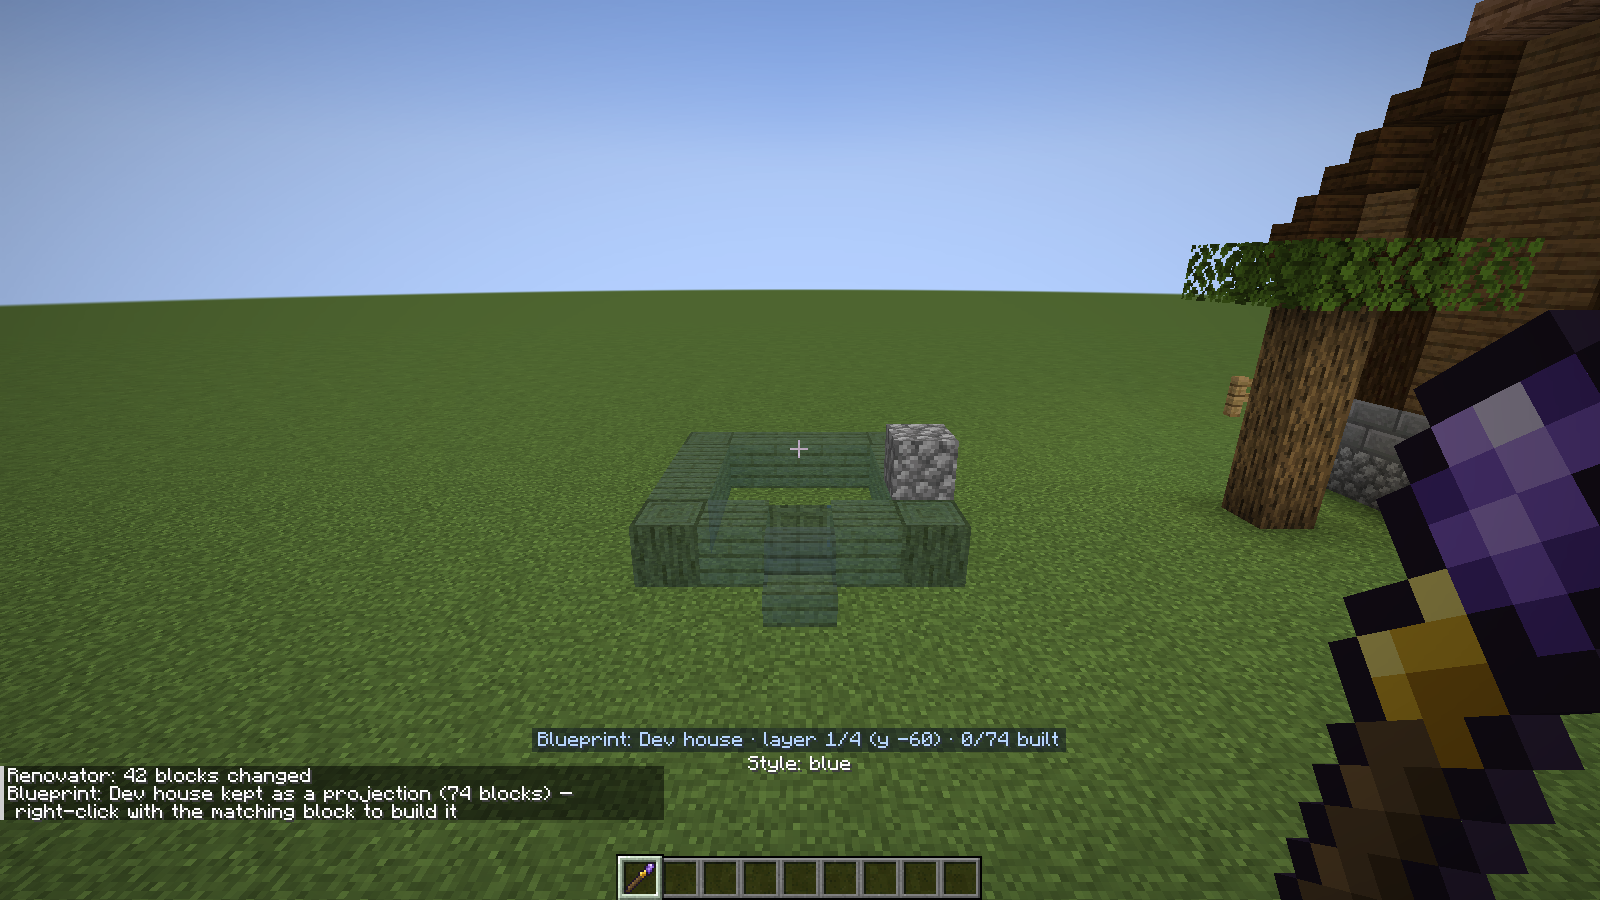 Blueprint: Dev house · layer 1/4 (y -60) · 0/74 built
Style: blue
Renovator: 42 blocks changed
Blueprint: Dev house kept as a projection (74 blocks) —
right-click with the matching block to build it